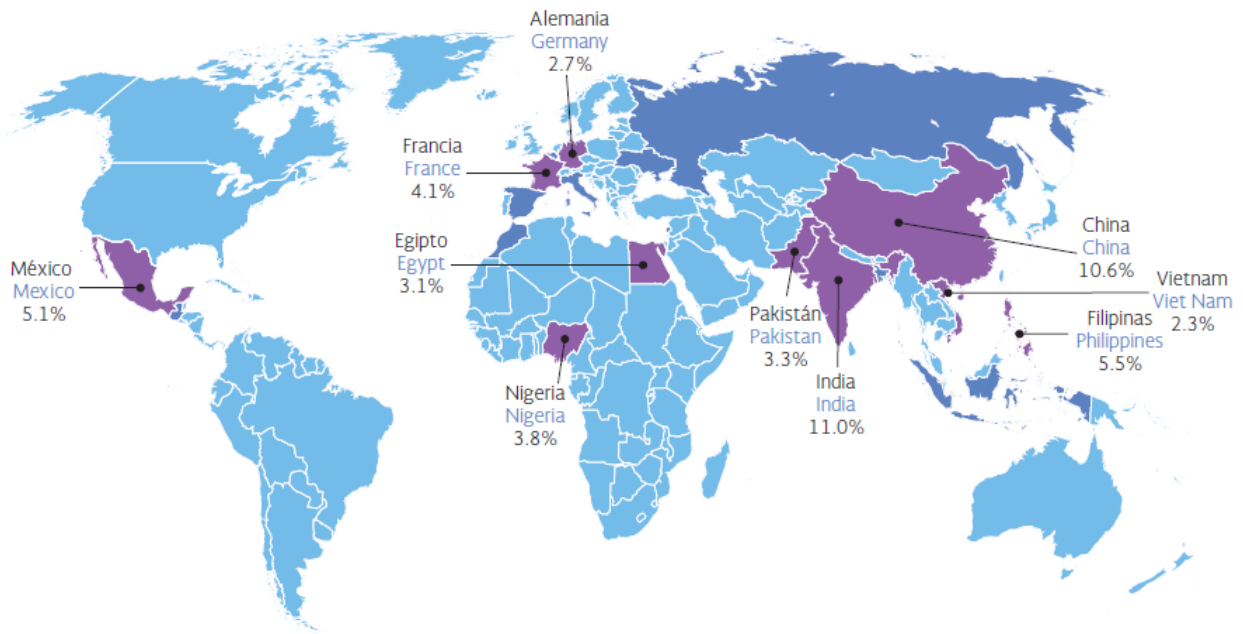 Alemania
Germany
2.7%
Francia
France
4.1%
Egipto
Egypt
3.1%
México
Mexico
5.1%
Nigeria
Nigeria
3.8%
Pakistán
Pakistan
3.3%
India
India
11.0%
China
China
10.6%
Vietnam
Viet Nam
2.3%
Filipinas
Philippines
5.5%